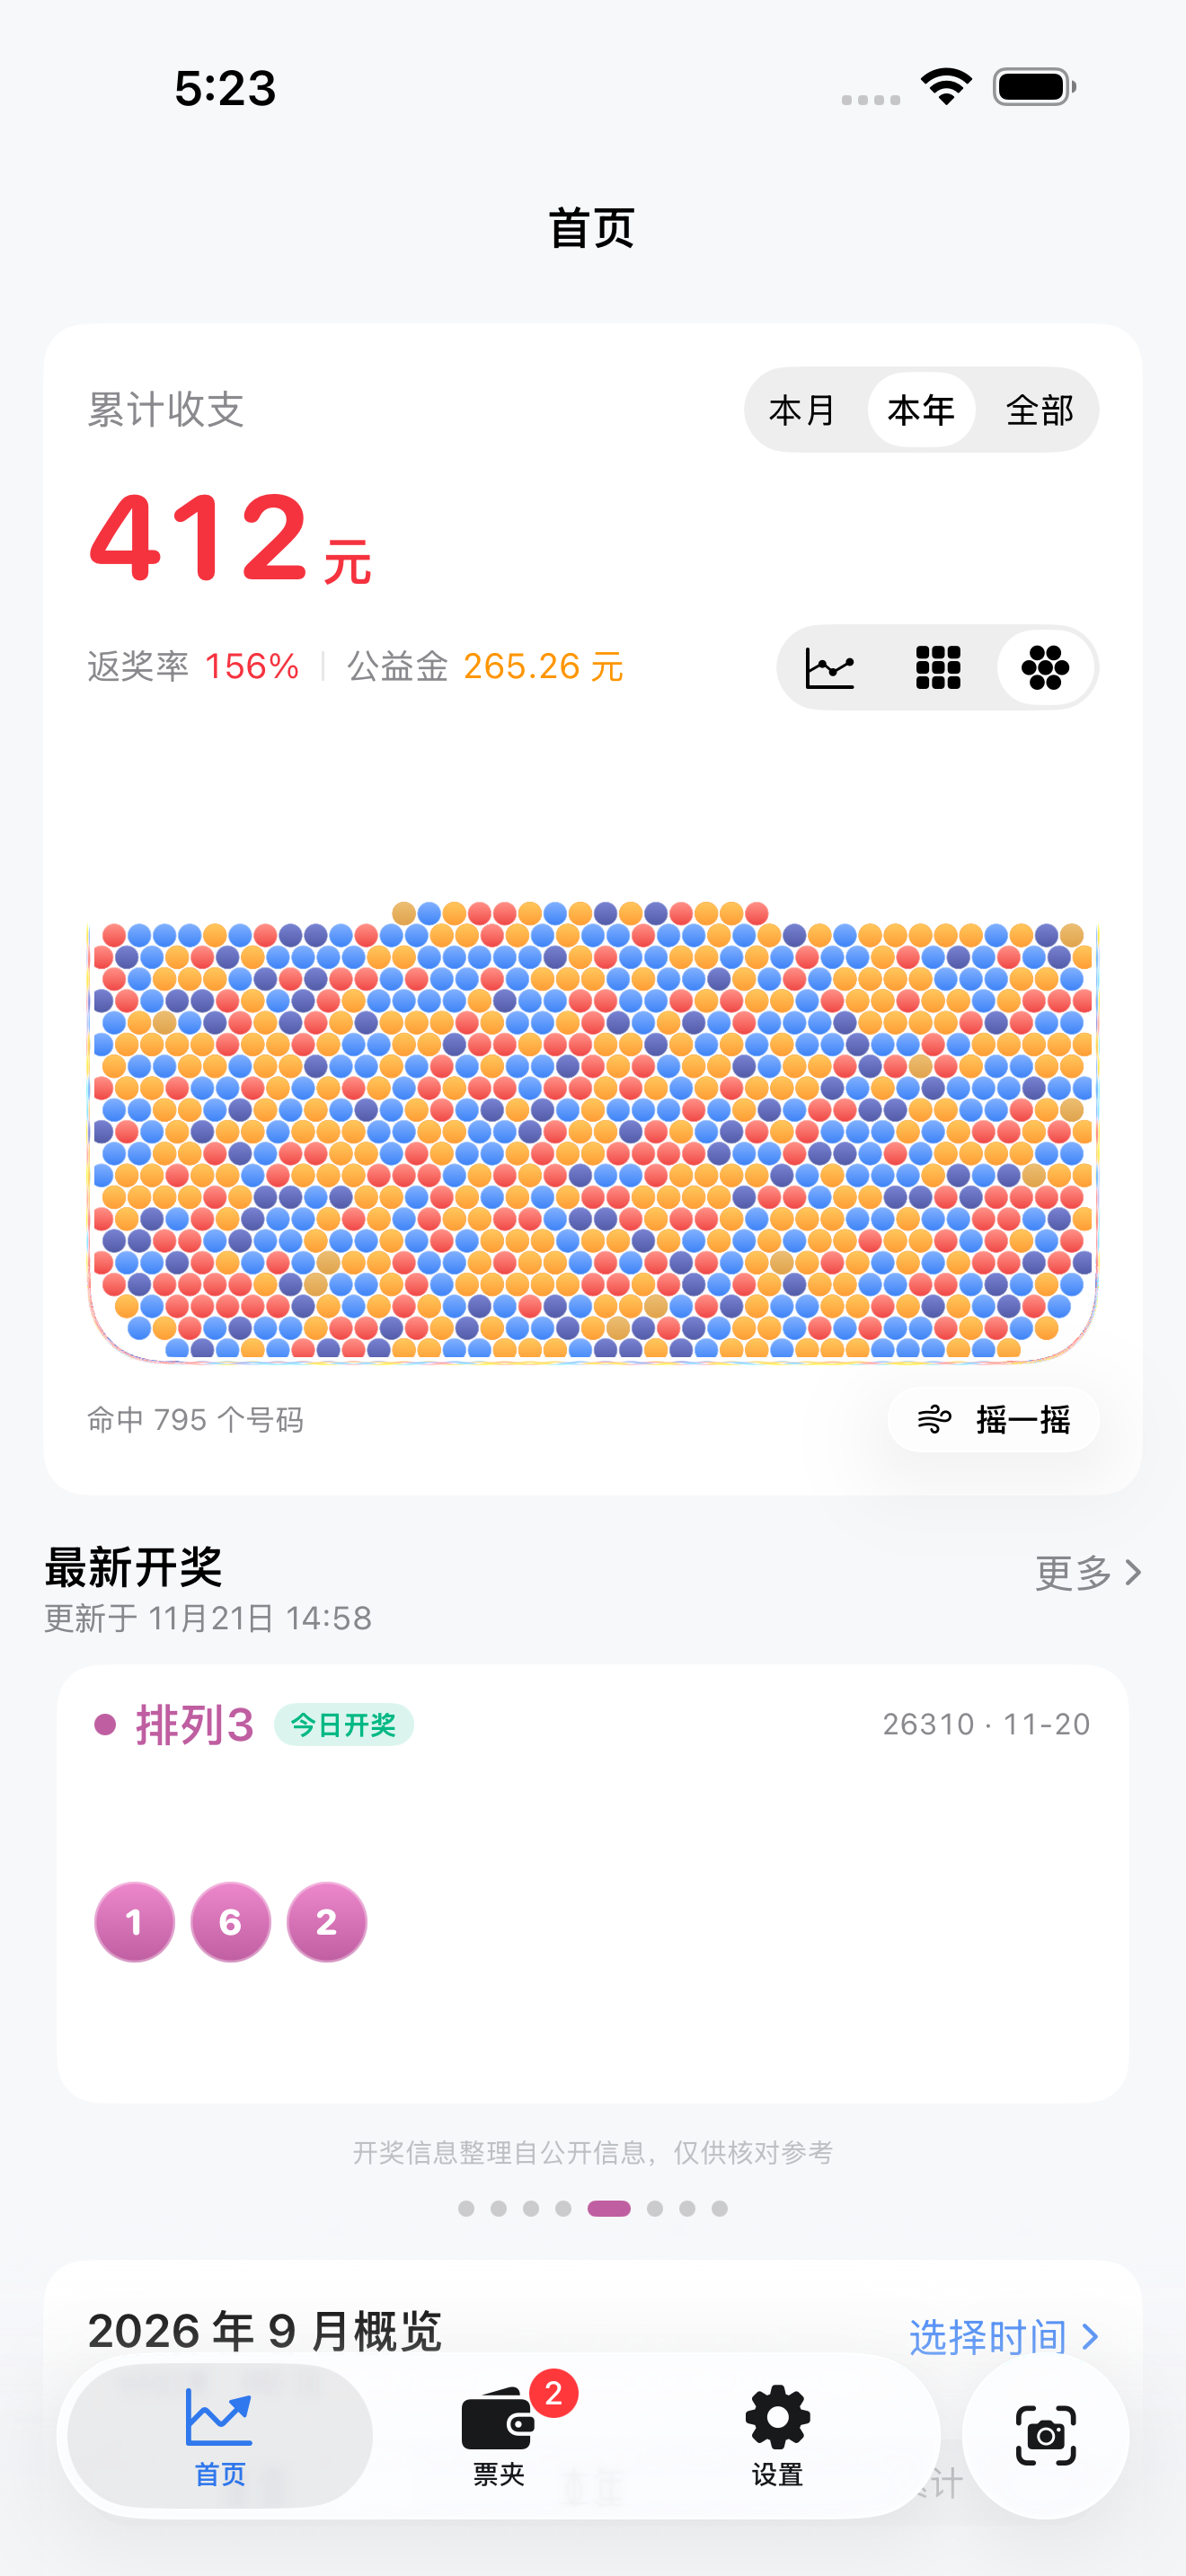 5:23
首页
累计收支
本月 本年 全部
412 元
返奖率 156% 公益金 265.26 元
命中 795 个号码
摇一摇
最新开奖
更多
更新于 11月21日 14:58
排列3 今日开奖 26310 · 11-20
1 6 2
开奖信息整理自公开信息，仅供核对参考
2026 年 9 月概览
选择时间
2
首页 票夹 设置
计